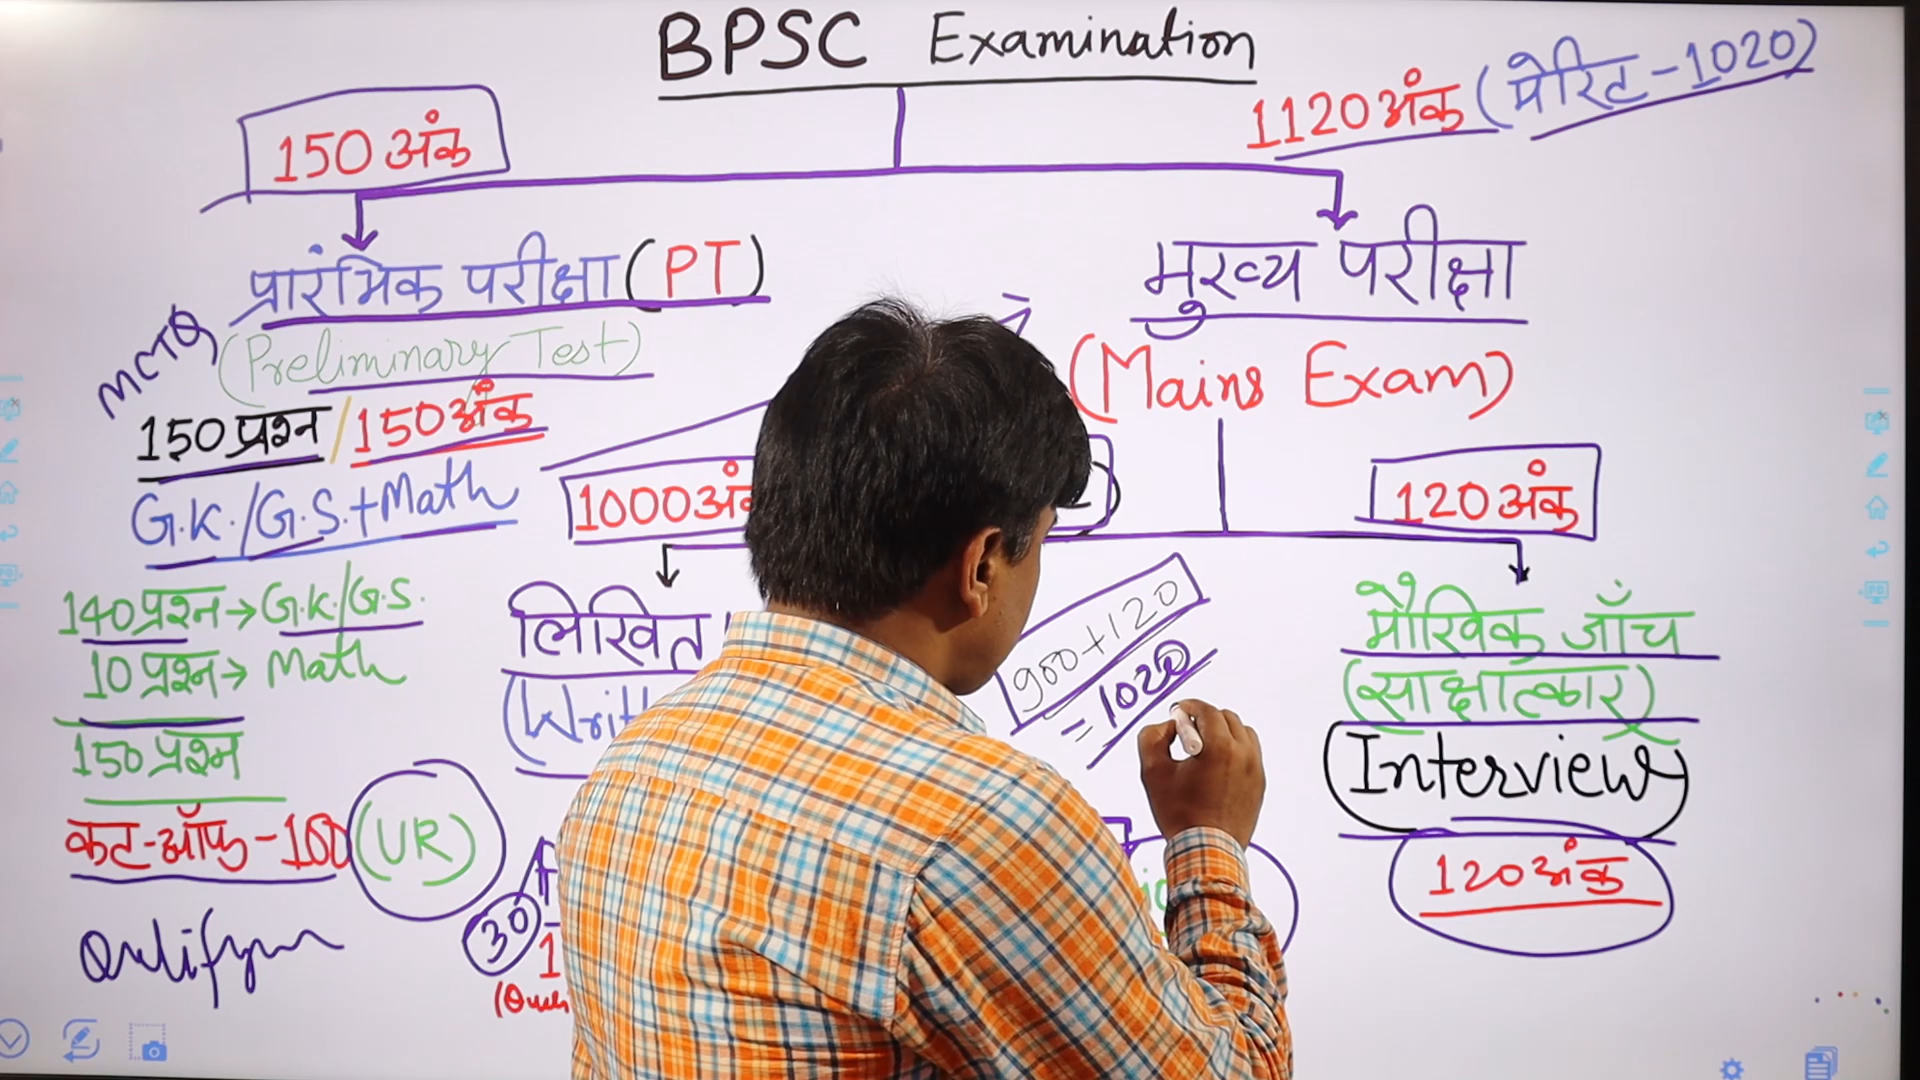 BPSC Examination
150 अंक
1120 अंक (मेरिट - 1020)
प्रारंभिक परीक्षा (PT)
(Preliminary Test)
150 प्रश्न / 150 अंक
G.K./G.S.+Math
140 प्रश्न → G.K./G.S.
10 प्रश्न → Math
150 प्रश्न
कट-ऑफ - 100 (UR)
मुख्य परीक्षा
(Mains Exam)
1000 अंक
120 अंक
लिखित
900+120
= 1020
30
मौखिक जाँच
(साक्षात्कार)
Interview
120 अंक